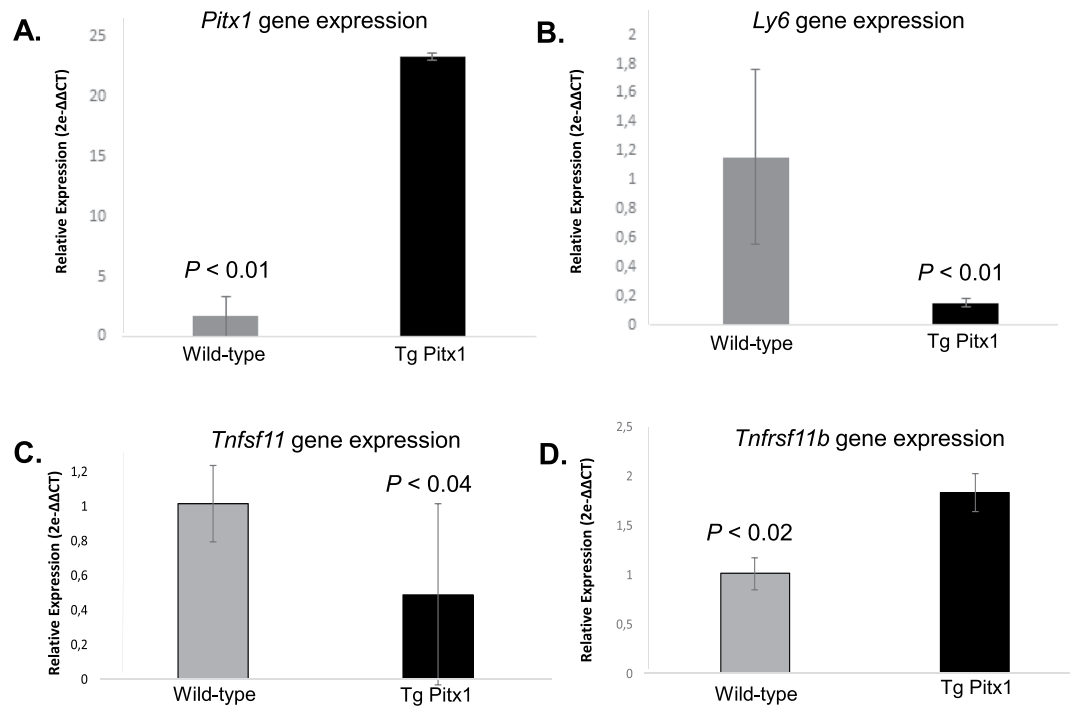 A.
Pitx1 gene expression
Relative Expression (2e-ΔΔCT)
25
20
15
10
5
0
P < 0.01
Wild-type
Tg Pitx1
B.
Ly6 gene expression
Relative Expression (2e-ΔΔCT)
2
1,8
1,6
1,4
1,2
1
0,8
0,6
0,4
0,2
0
P < 0.01
Wild-type
Tg Pitx1
C.
Tnfsf11 gene expression
Relative Expression (2e-ΔΔCT)
1,2
1
0,8
0,6
0,4
0,2
0
P < 0.04
Wild-type
Tg Pitx1
D.
Tnfrsf11b gene expression
Relative Expression (2e-ΔΔCT)
2,5
2
1,5
1
0,5
0
P < 0.02
Wild-type
Tg Pitx1